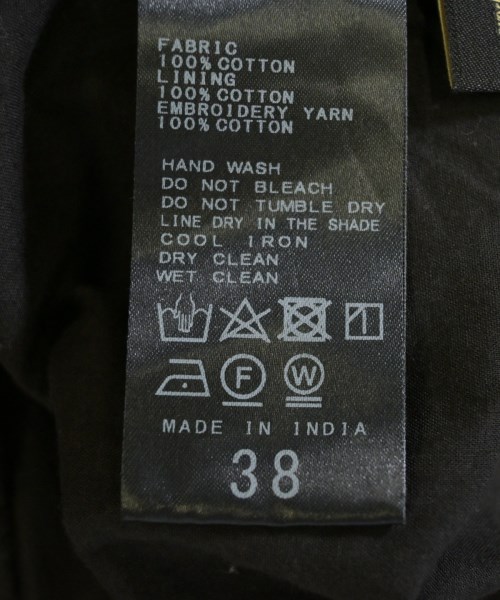 FABRIC
100% COTTON
LINING
100% COTTON
EMBROIDERY YARN
100% COTTON
HAND WASH
DO NOT BLEACH
DO NOT TUMBLE DRY
LINE DRY IN THE SHADE
COOL IRON
DRY CLEAN
WET CLEAN
F W
MADE IN INDIA
38